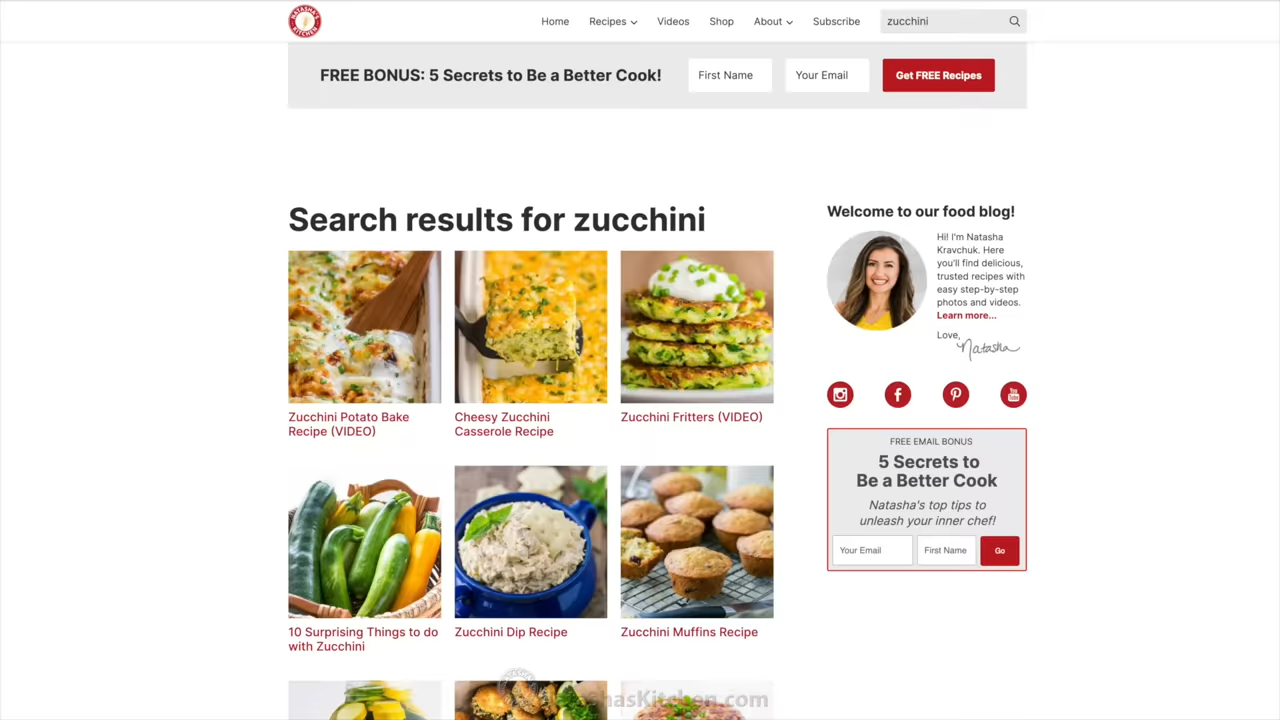 NATASHA'S KITCHEN
Home Recipes Videos Shop About Subscribe zucchini
FREE BONUS: 5 Secrets to Be a Better Cook! First Name Your Email Get FREE Recipes
Search results for zucchini
Zucchini Potato Bake
Recipe (VIDEO)
Cheesy Zucchini
Casserole Recipe
Zucchini Fritters (VIDEO)
10 Surprising Things to do
with Zucchini
Zucchini Dip Recipe
Zucchini Muffins Recipe
Welcome to our food blog!
Hi! I'm Natasha
Kravchuk. Here
you'll find delicious,
trusted recipes with
easy step-by-step
photos and videos.
Learn more...
Love,
Natasha
You
Tube
FREE EMAIL BONUS
5 Secrets to
Be a Better Cook
Natasha's top tips to
unleash your inner chef!
Your Email First Name Go